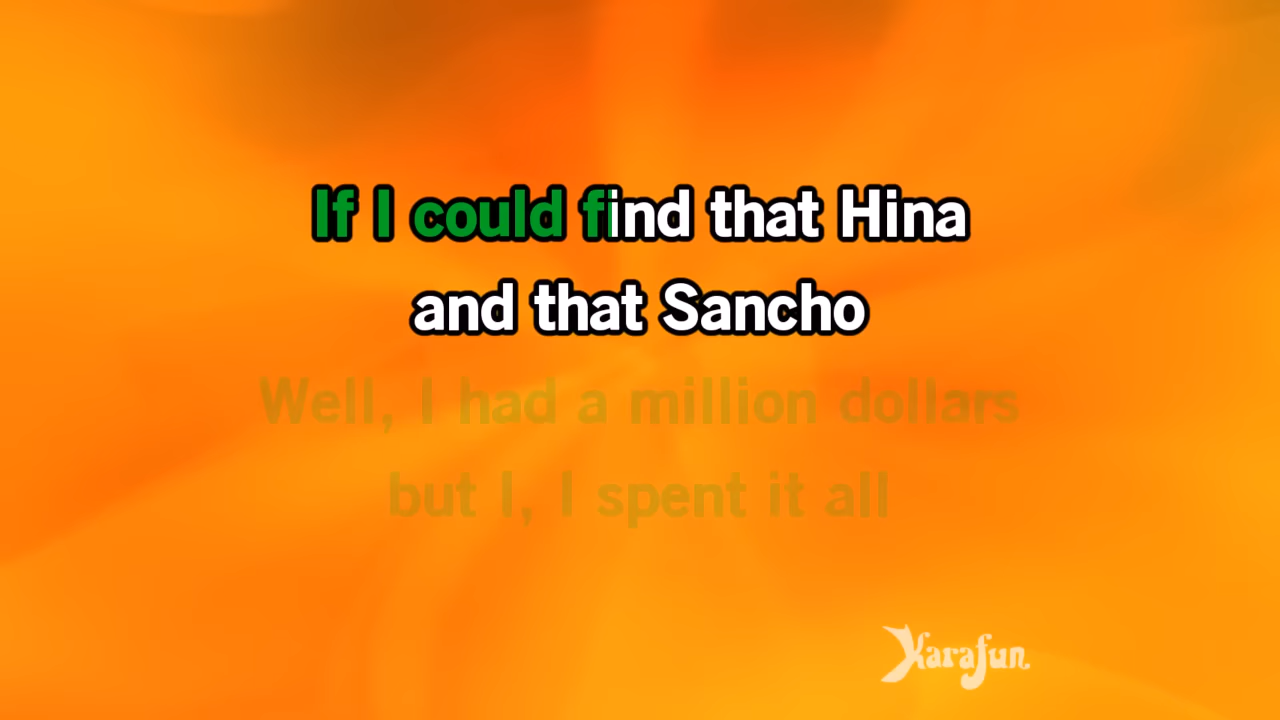 If I could find that Hina
and that Sancho
Well, I had a million dollars
but I, I spent it all
Karafun